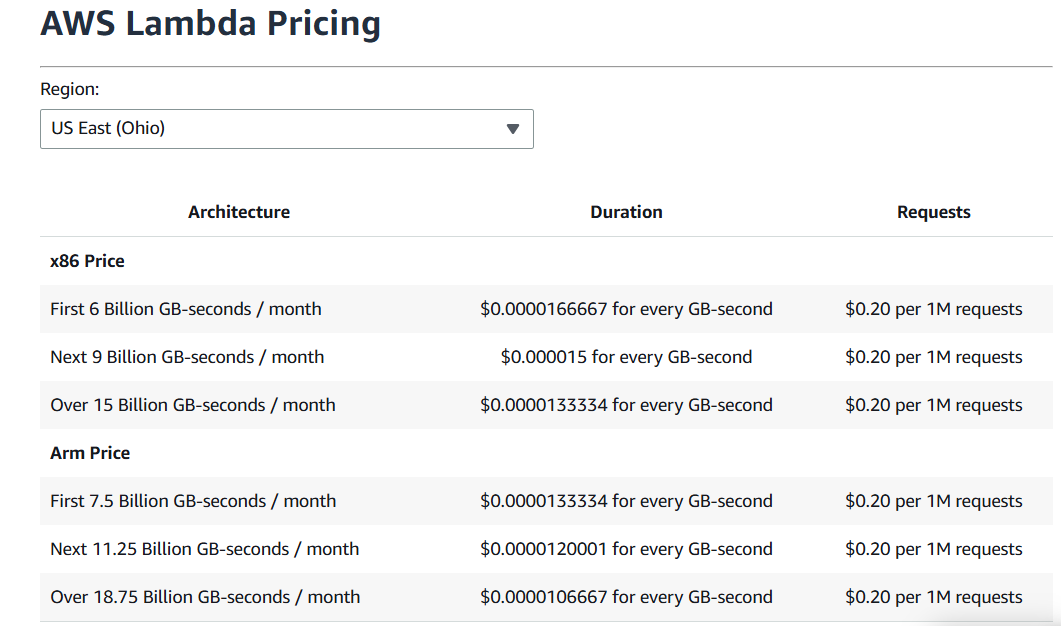 AWS Lambda Pricing
Region:
US East (Ohio)
Architecture Duration Requests
x86 Price
First 6 Billion GB-seconds / month $0.0000166667 for every GB-second $0.20 per 1M requests
Next 9 Billion GB-seconds / month $0.000015 for every GB-second $0.20 per 1M requests
Over 15 Billion GB-seconds / month $0.0000133334 for every GB-second $0.20 per 1M requests
Arm Price
First 7.5 Billion GB-seconds / month $0.0000133334 for every GB-second $0.20 per 1M requests
Next 11.25 Billion GB-seconds / month $0.0000120001 for every GB-second $0.20 per 1M requests
Over 18.75 Billion GB-seconds / month $0.0000106667 for every GB-second $0.20 per 1M requests